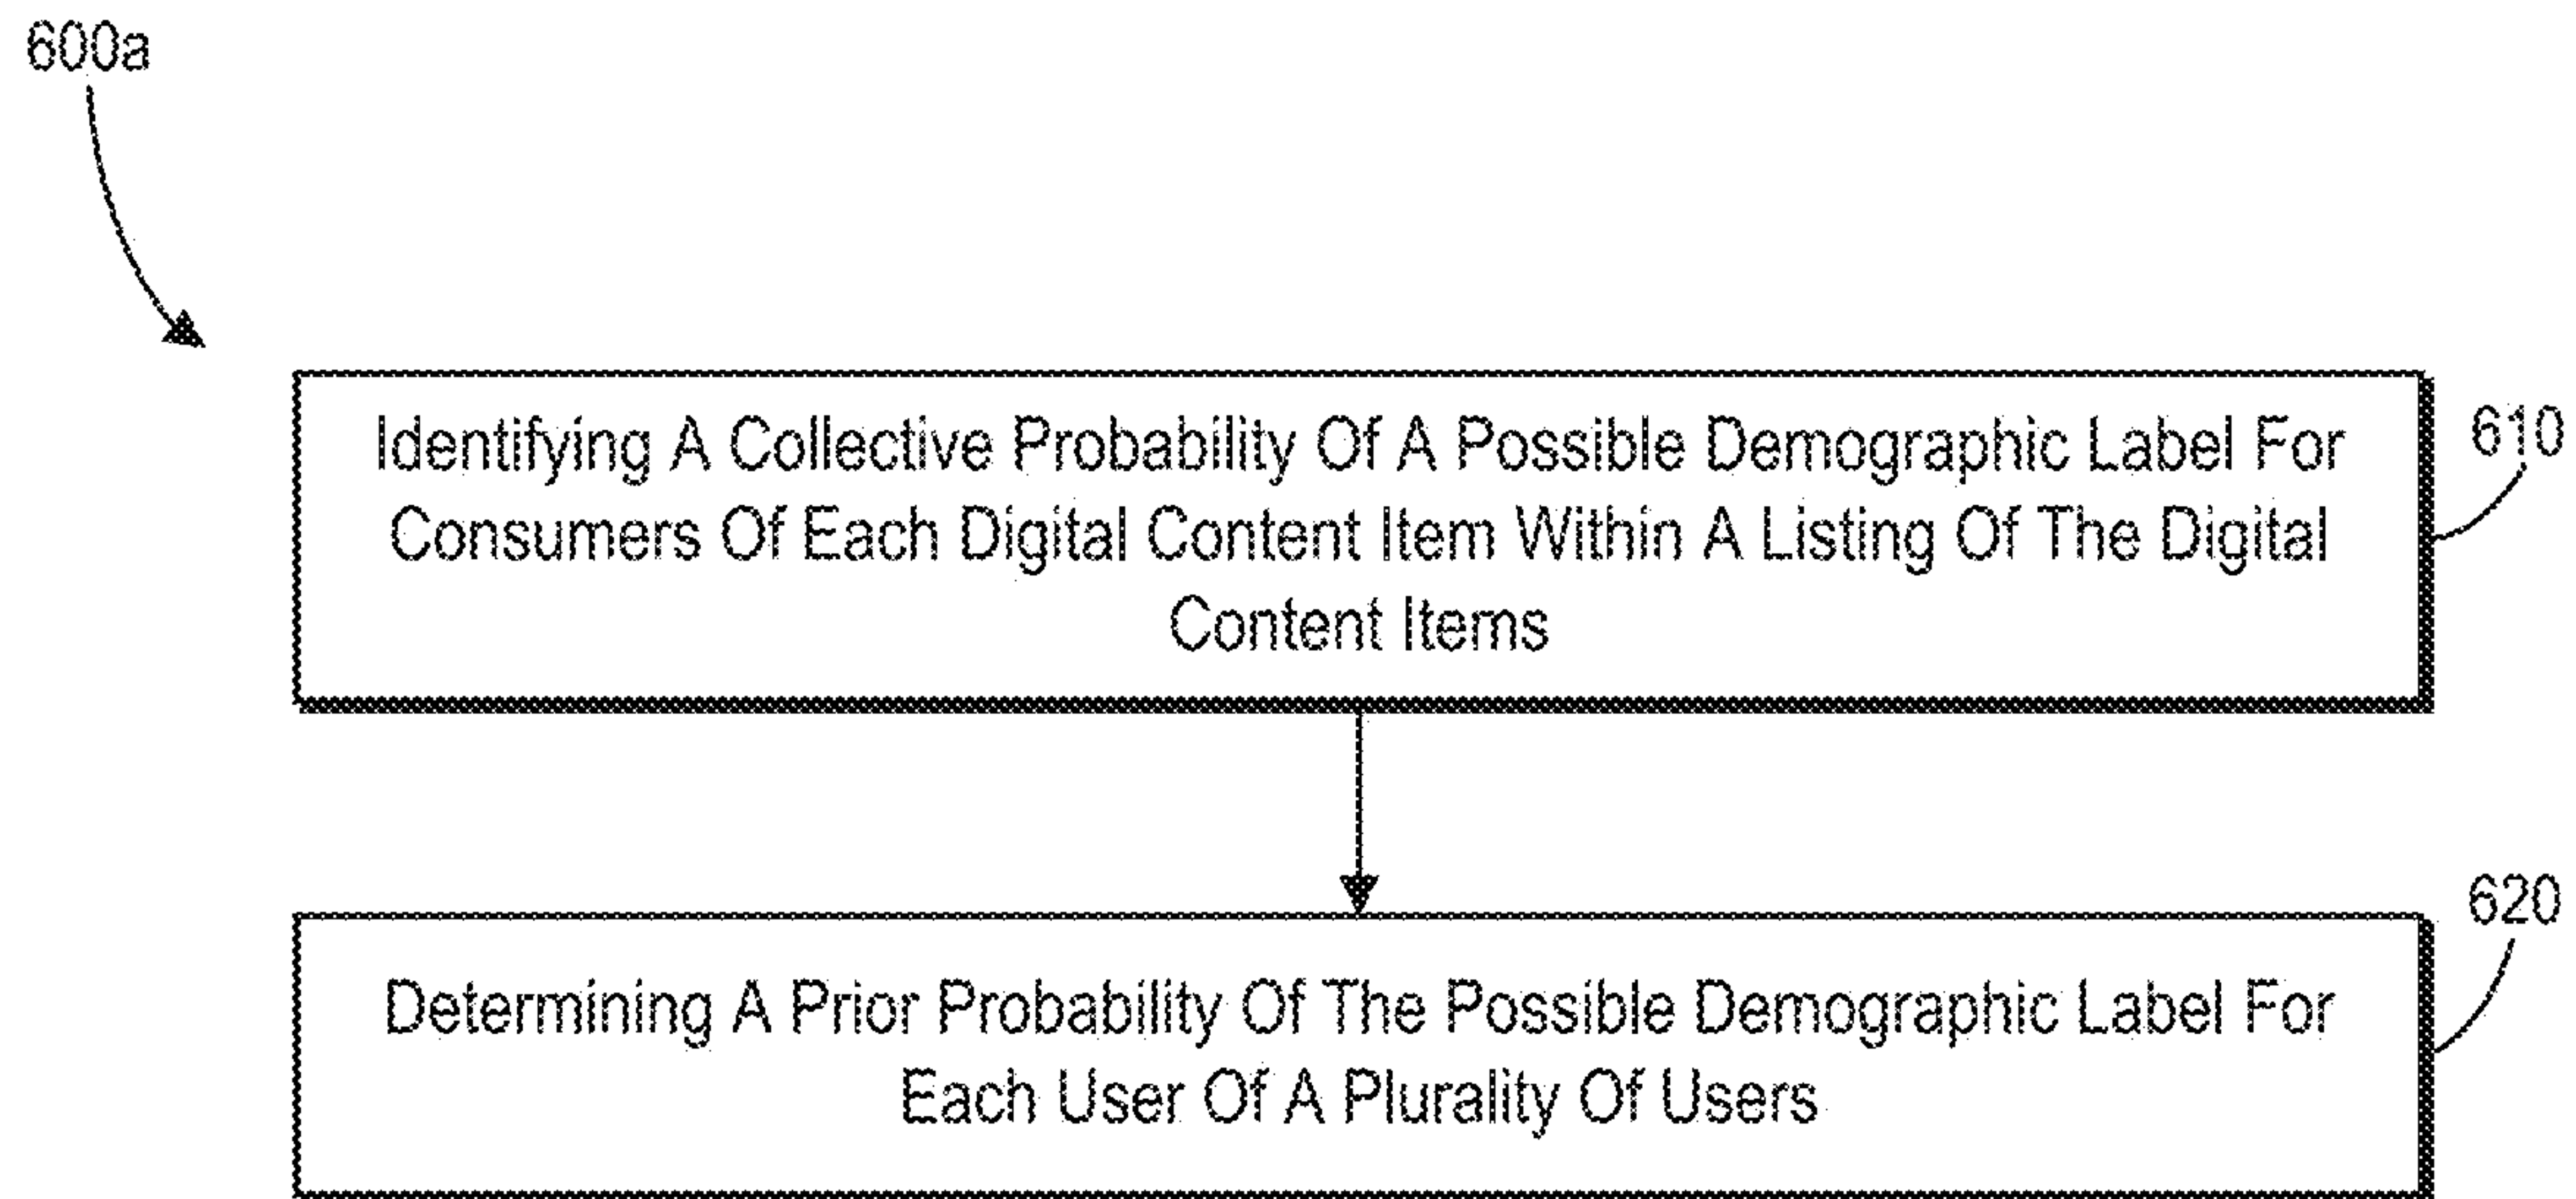 600a
Identifying A Collective Probability Of A Possible Demographic Label For
Consumers Of Each Digital Content Item Within A Listing Of The Digital
Content Items
610
Determining A Prior Probability Of The Possible Demographic Label For
Each User Of A Plurality Of Users
620